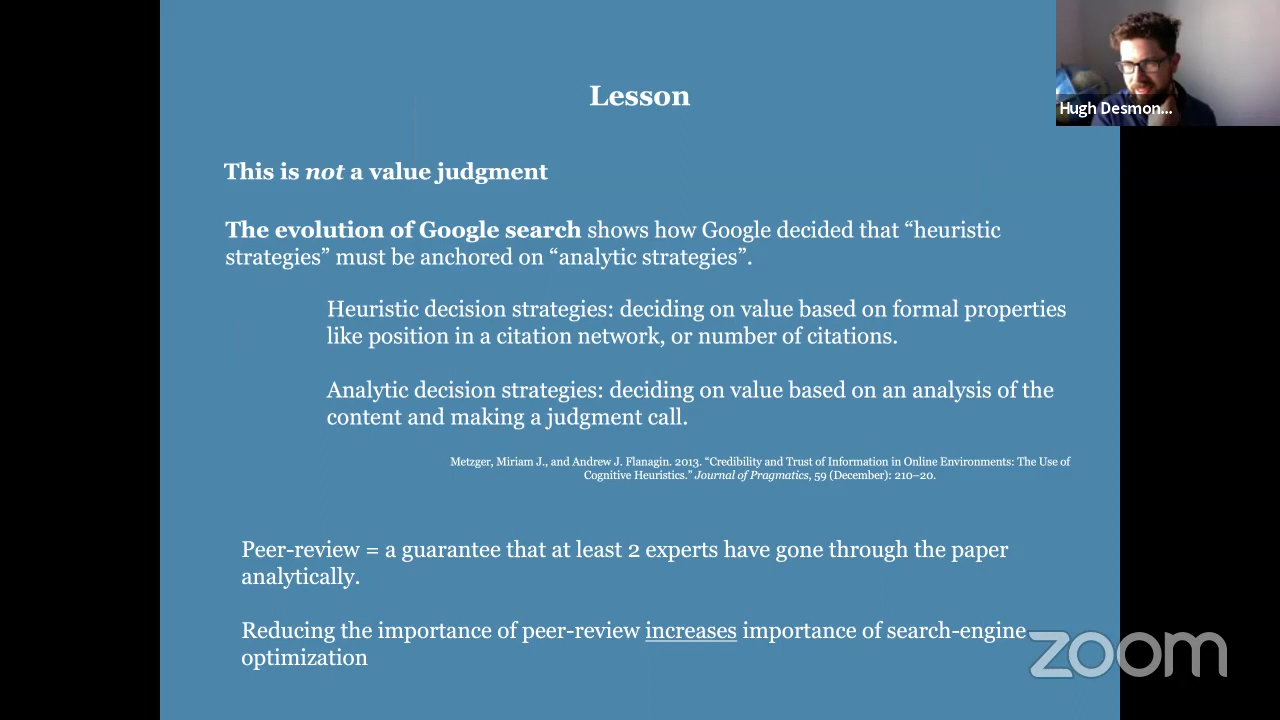 Lesson
Hugh Desmon...
This is not a value judgment
The evolution of Google search shows how Google decided that “heuristic
strategies” must be anchored on “analytic strategies”.
Heuristic decision strategies: deciding on value based on formal properties
like position in a citation network, or number of citations.
Analytic decision strategies: deciding on value based on an analysis of the
content and making a judgment call.
Metzger, Miriam J., and Andrew J. Flanagin. 2013. “Credibility and Trust of Information in Online Environments: The Use of
Cognitive Heuristics.” Journal of Pragmatics, 59 (December): 210–20.
Peer-review = a guarantee that at least 2 experts have gone through the paper
analytically.
Reducing the importance of peer-review increases importance of search-engine
optimization
zoom